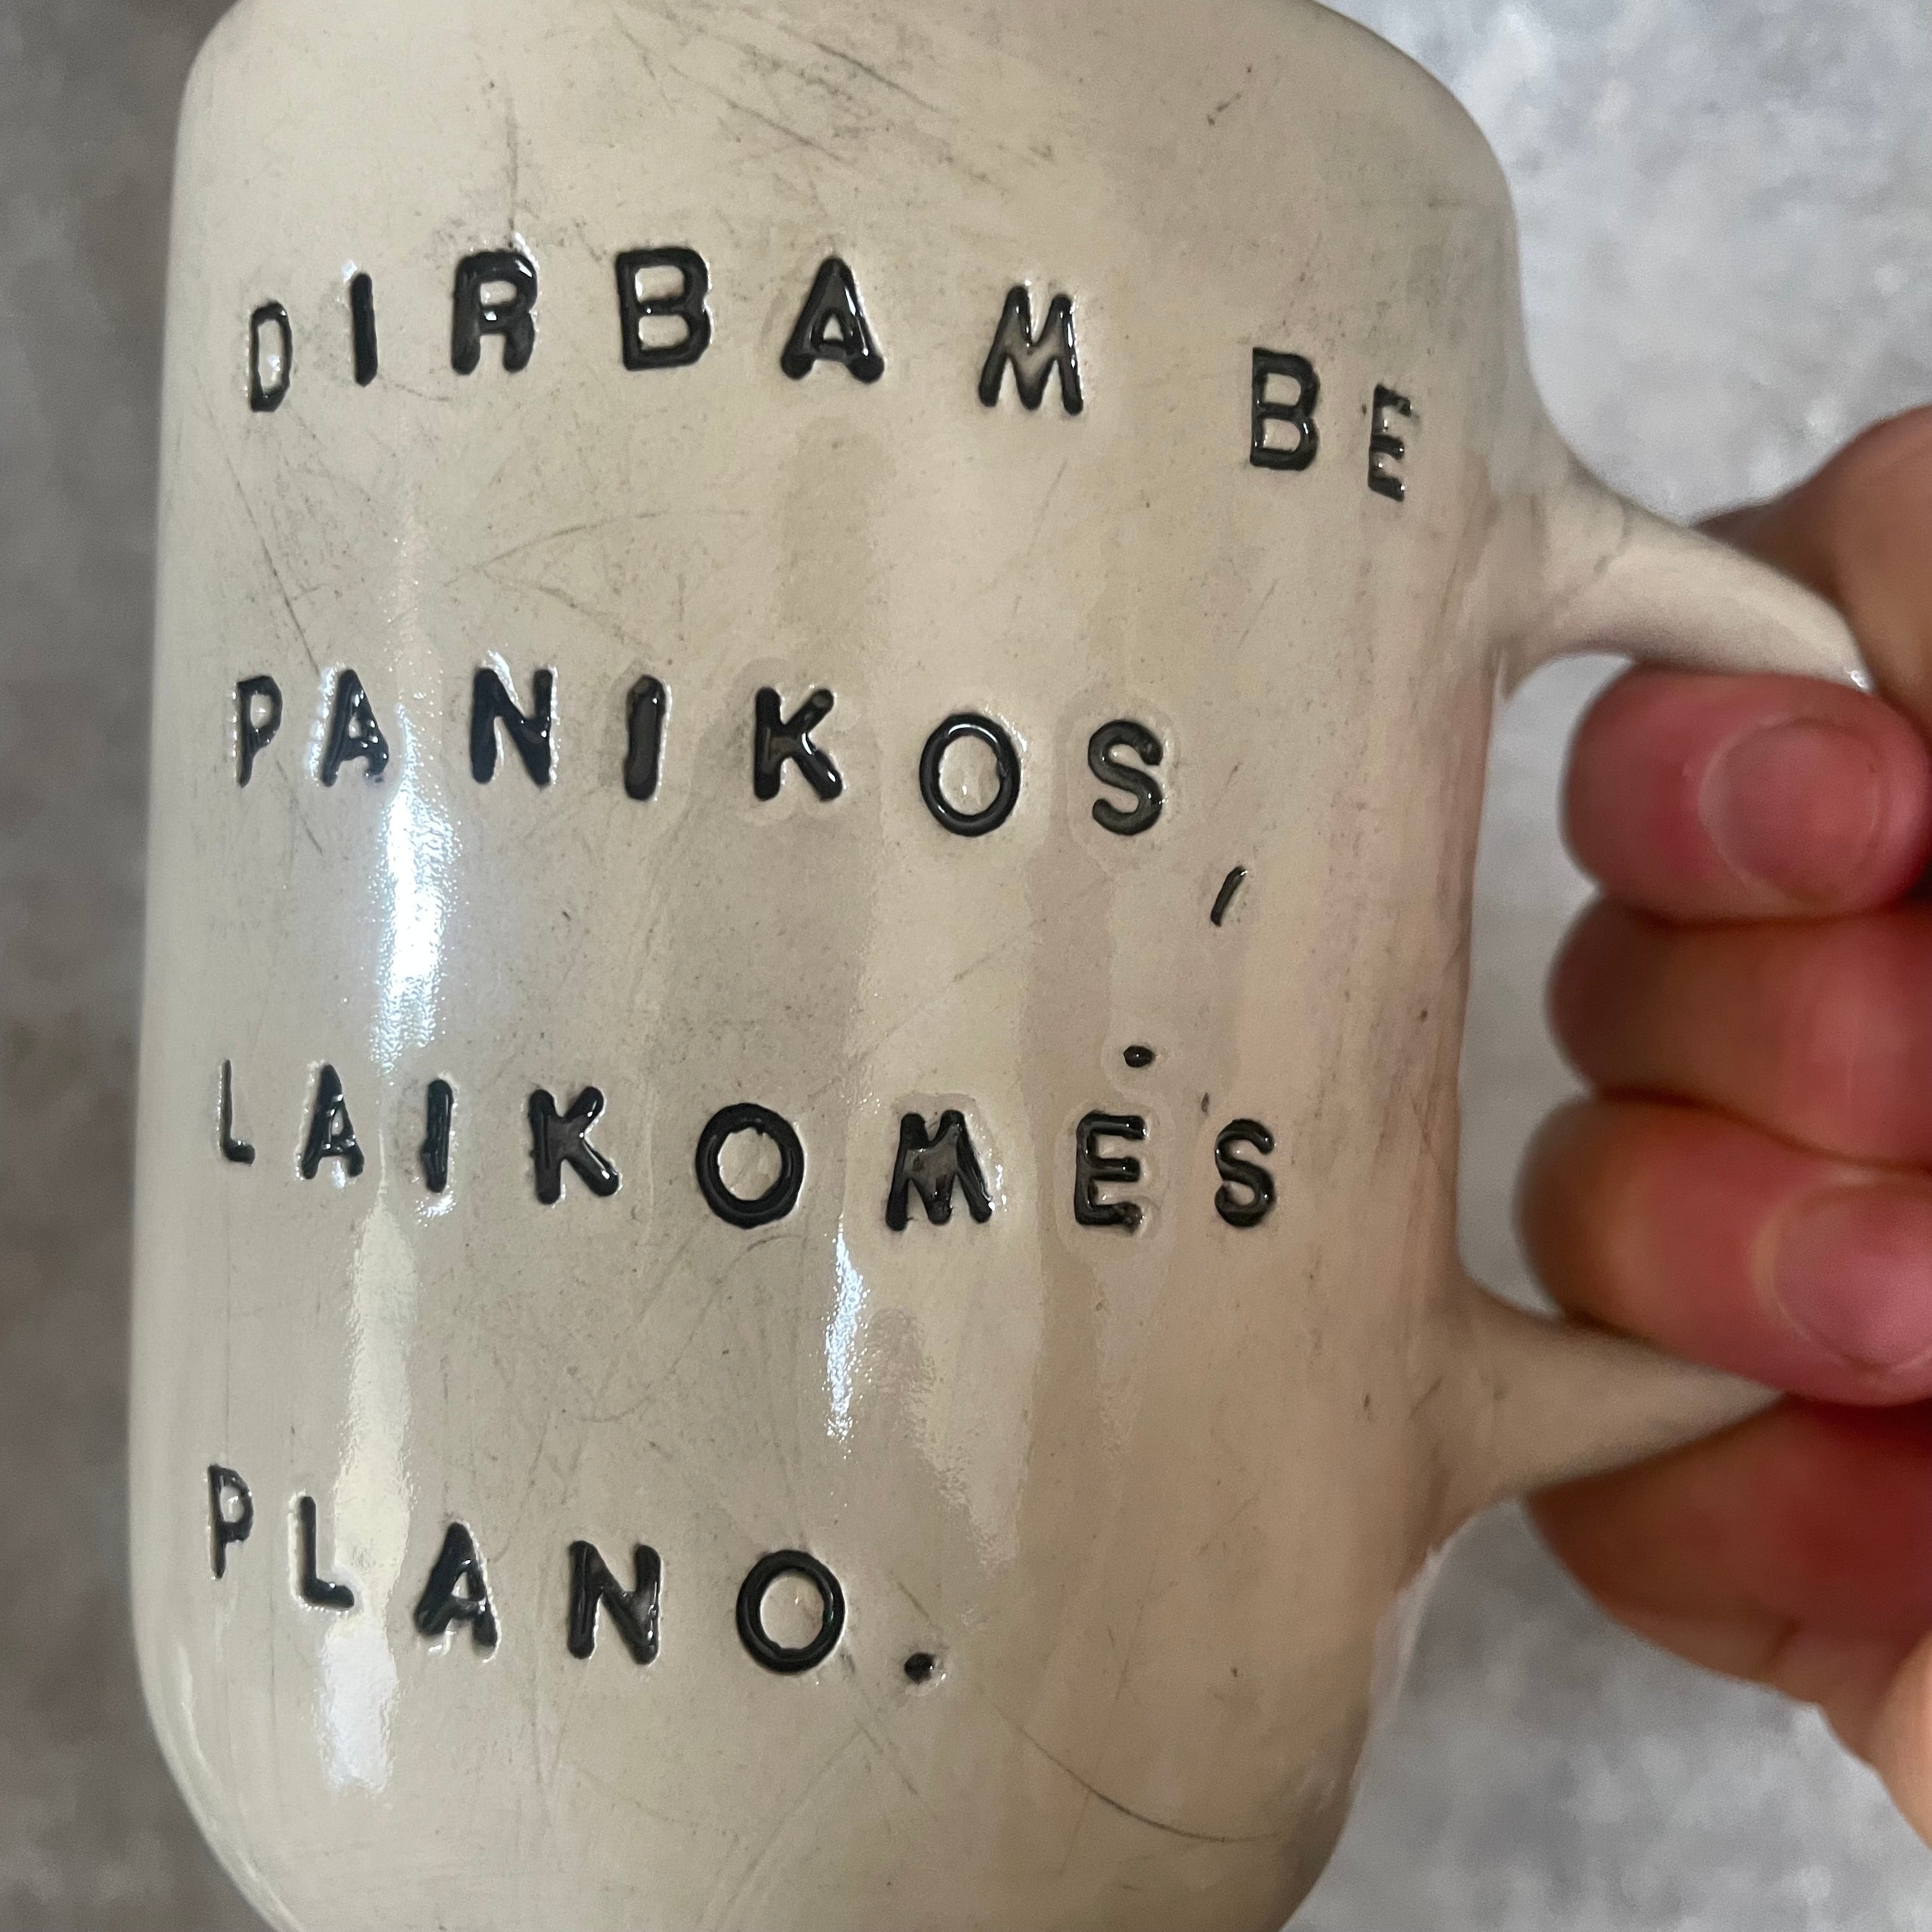 DIRBAM BE
PANIKOS,
LAIKOMĖS
PLANO.